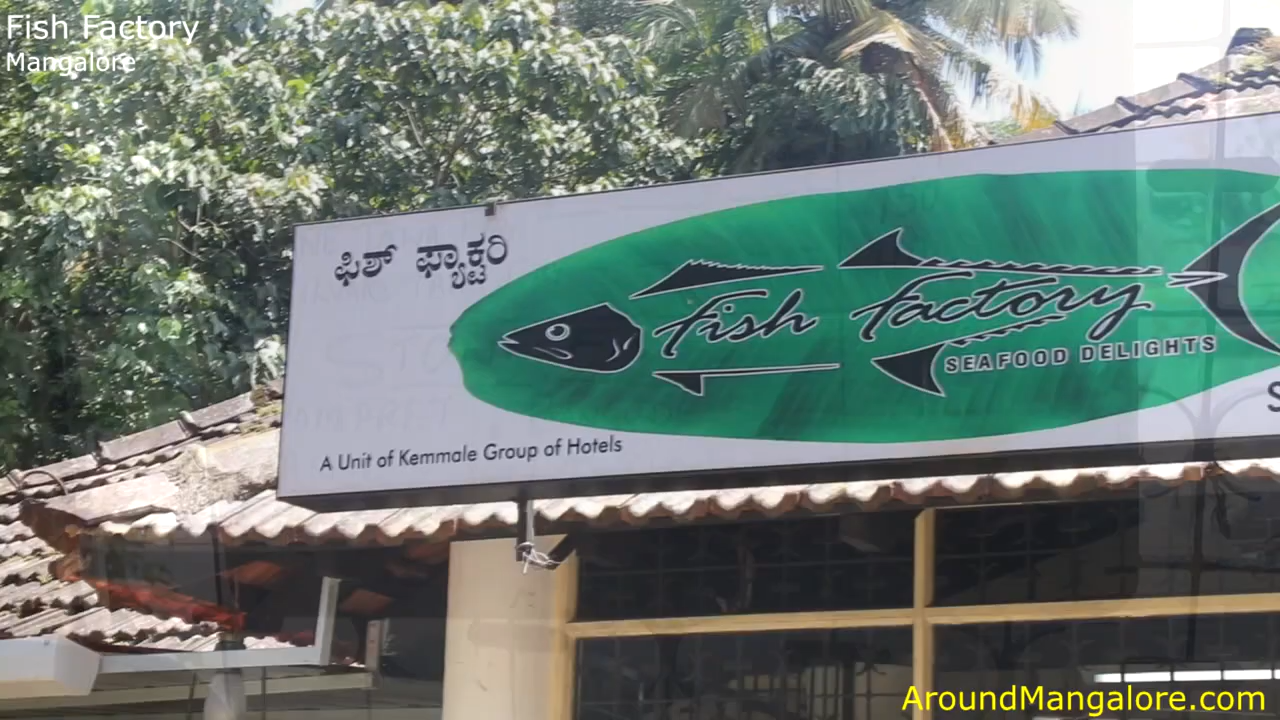 Fish Factory
Mangalore
ಫಿಶ್ ಫ್ಯಾಕ್ಟರಿ
Fish Factory
SEAFOOD DELIGHTS
A Unit of Kemmale Group of Hotels
AroundMangalore.com